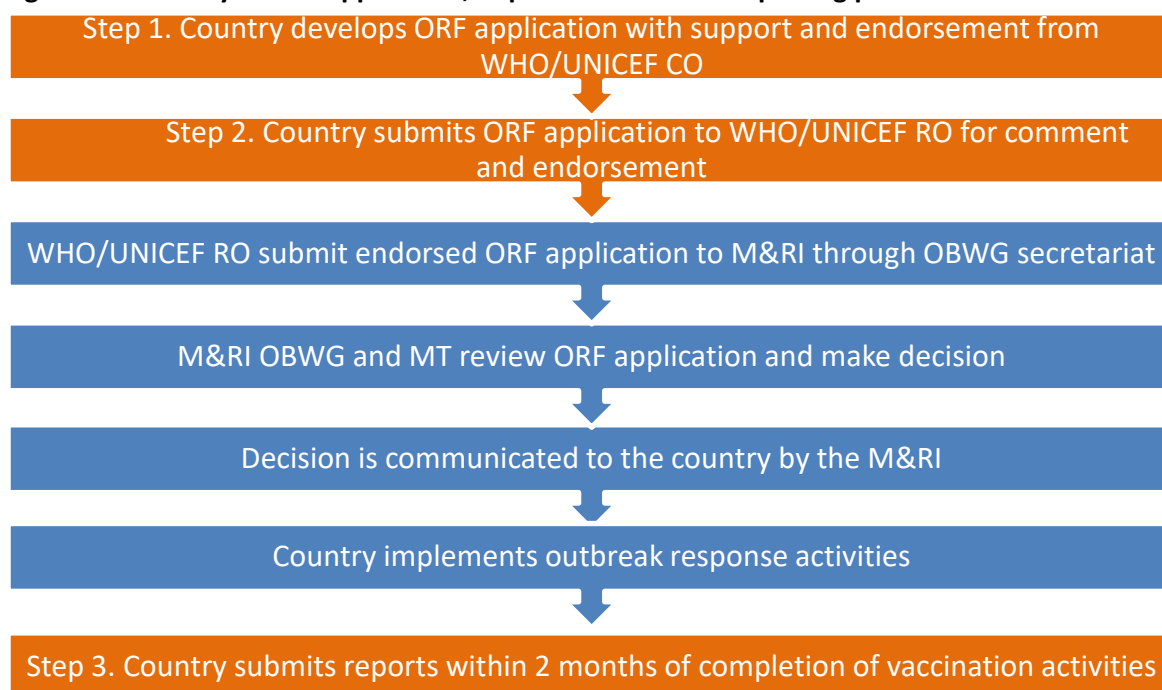 Step 1. Country develops ORF application with support and endorsement from
WHO/UNICEF CO
Step 2. Country submits ORF application to WHO/UNICEF RO for comment
and endorsement
WHO/UNICEF RO submit endorsed ORF application to M&RI through OBWG secretariat
M&RI OBWG and MT review ORF application and make decision
Decision is communicated to the country by the M&RI
Country implements outbreak response activities
Step 3. Country submits reports within 2 months of completion of vaccination activities